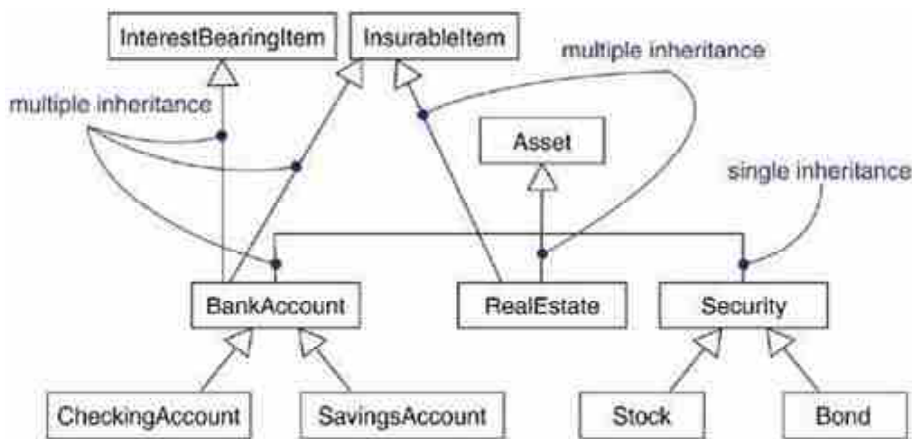 InterestBearingItem
InsurableItem
multiple inheritance
multiple inheritance
Asset
single inheritance
BankAccount
RealEstate
Security
CheckingAccount
SavingsAccount
Stock
Bond